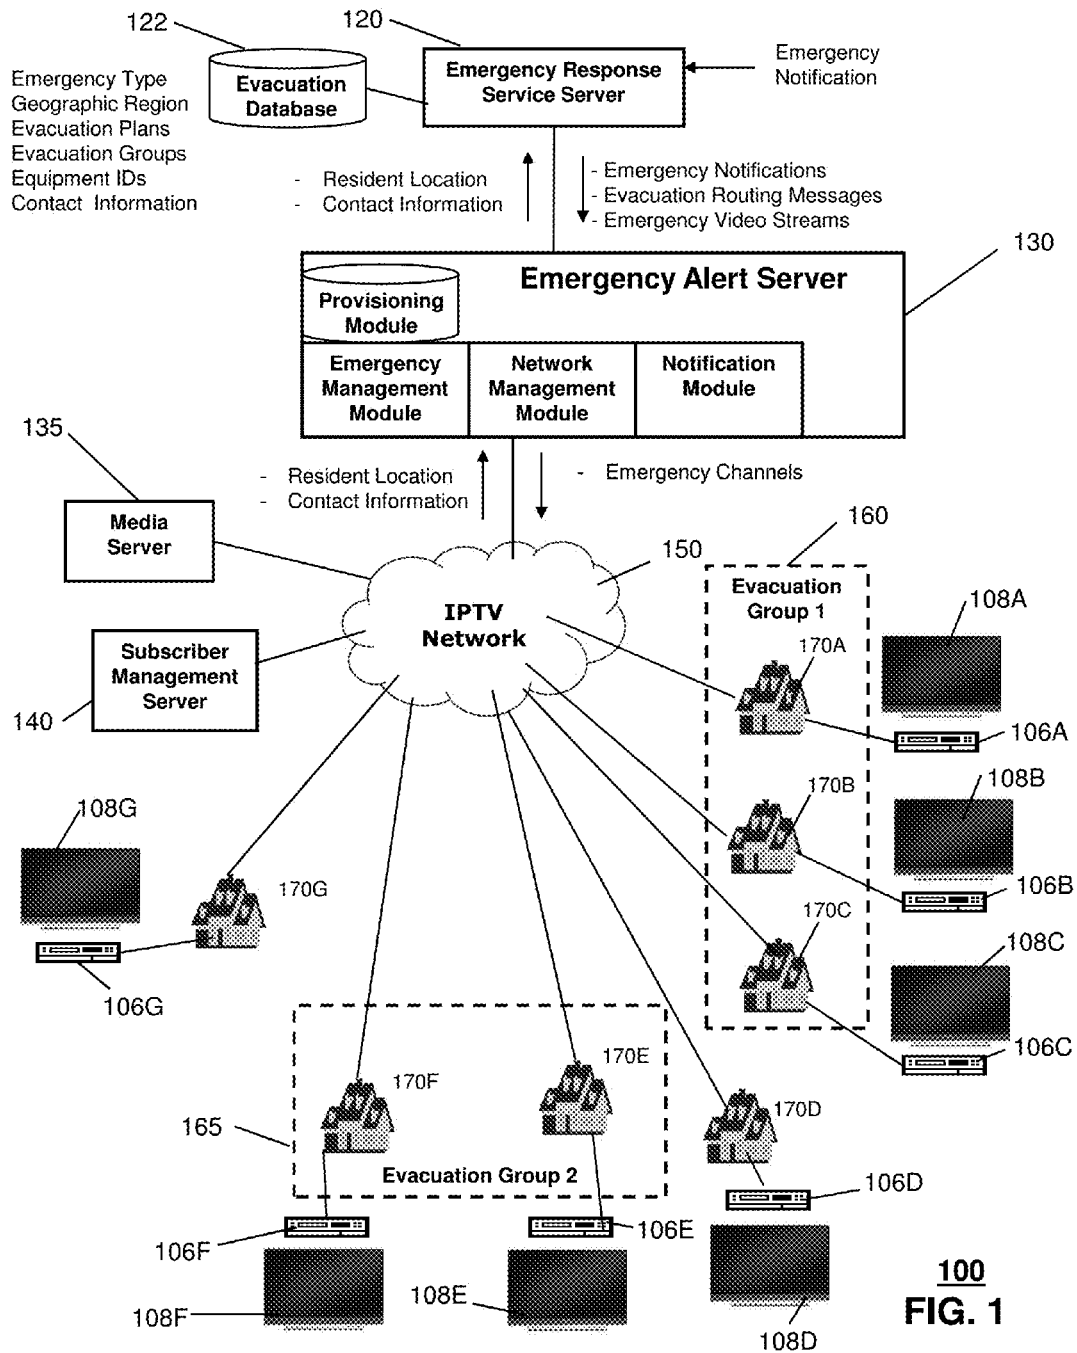 122
120
Emergency
Notification
Emergency Response
Service Server
Evacuation
Database
Emergency Type
Geographic Region
Evacuation Plans
Evacuation Groups
Equipment IDs
Contact Information
- Resident Location
- Contact Information
- Emergency Notifications
- Evacuation Routing Messages
- Emergency Video Streams
130
Emergency Alert Server
Provisioning
Module
Emergency
Management
Module
Network
Management
Module
Notification
Module
135
- Resident Location
- Contact Information
- Emergency Channels
Media
Server
160
150
Evacuation
Group 1
IPTV
Network
108A
170A
Subscriber
Management
Server
140
106A
108B
170B
108G
106B
170G
170C
108C
106G
106C
170E
170F
170D
165
Evacuation Group 2
106D
106F
106E
108E
108F
108D
100
FIG. 1